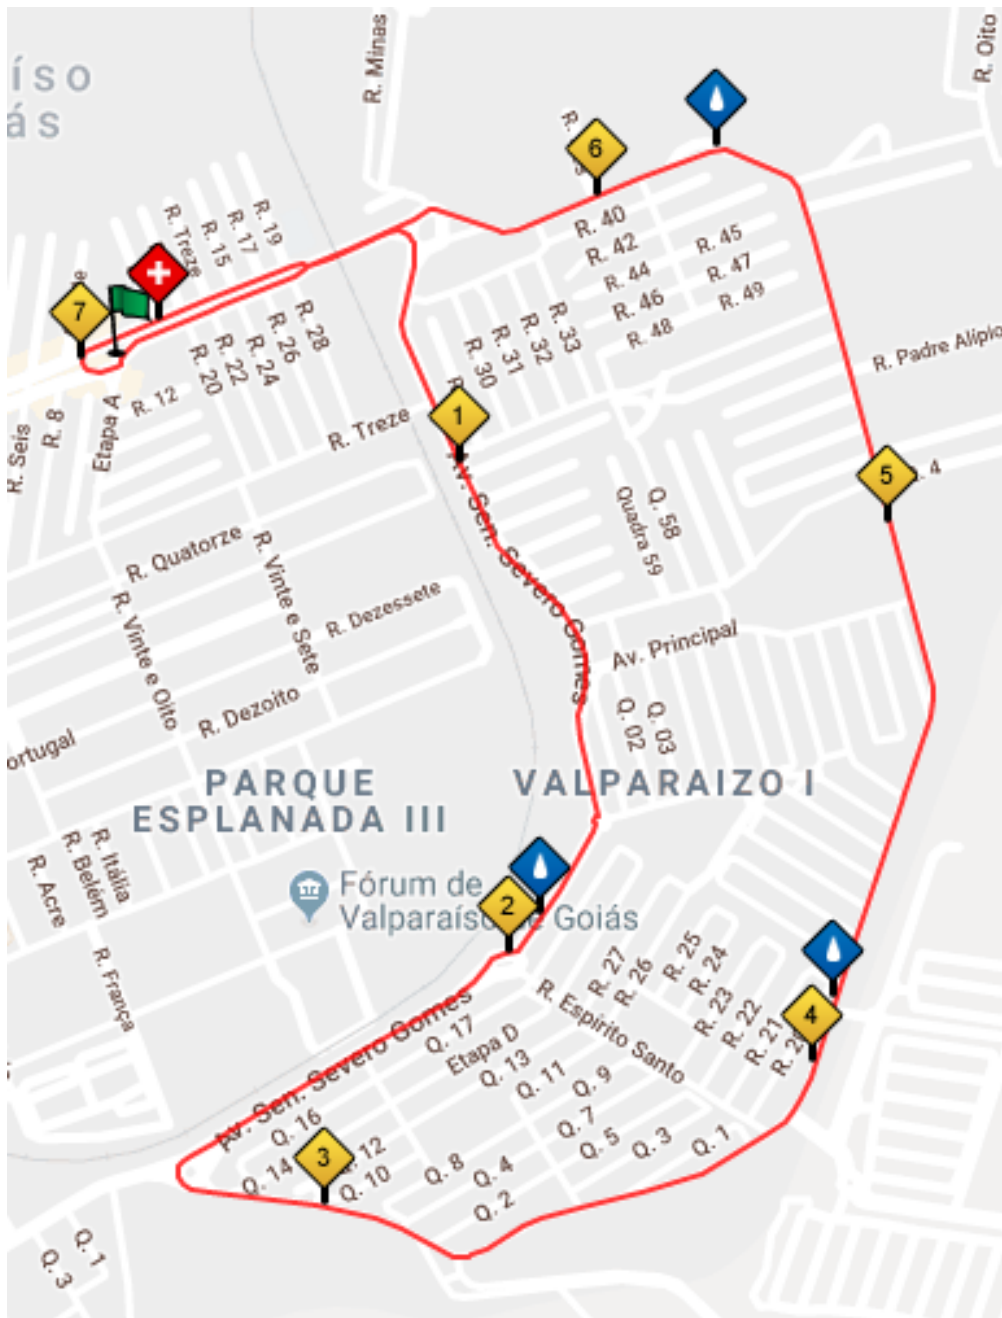 íso
ás
R. Minas
R. Oito
6
R. Treze
R. 15
R. 17
R. 19
7
R. 40
R. 42
R. 44
R. 46
R. 48
R. 45
R. 47
R. 49
R. 20
R. 22
R. 24
R. 26
R. 28
R. 30
R. 31
R. 32
R. 33
R. Padre Alípio
R. Seis
R. 8
Etapa A
R. 12
R. Treze
1
5
4
Av. Sen. Severo Gomes
Quadra 59
Q. 58
R. Quatorze
R. Vinte e Sete
R. Vinte e Oito
R. Dezessete
Av. Principal
R. Dezoito
Q. 02
Q. 03
ortugal
PARQUE
ESPLANADA III
VALPARAIZO I
R. Itália
R. Belém
R. Acre
Fórum de
Valparaíso de Goiás
2
R. França
R. 27
R. 26
R. 25
R. 24
R. 23
R. 22
R. 21
4
R. Espírito Santo
Av. Sen. Severo Gomes
Q. 17
Etapa D
Q. 13
Q. 11
Q. 9
Q. 7
Q. 5
Q. 3
Q. 1
Q. 16
Q. 14
3
12
Q. 10
Q. 8
Q. 4
Q. 2
Q. 1
Q. 3